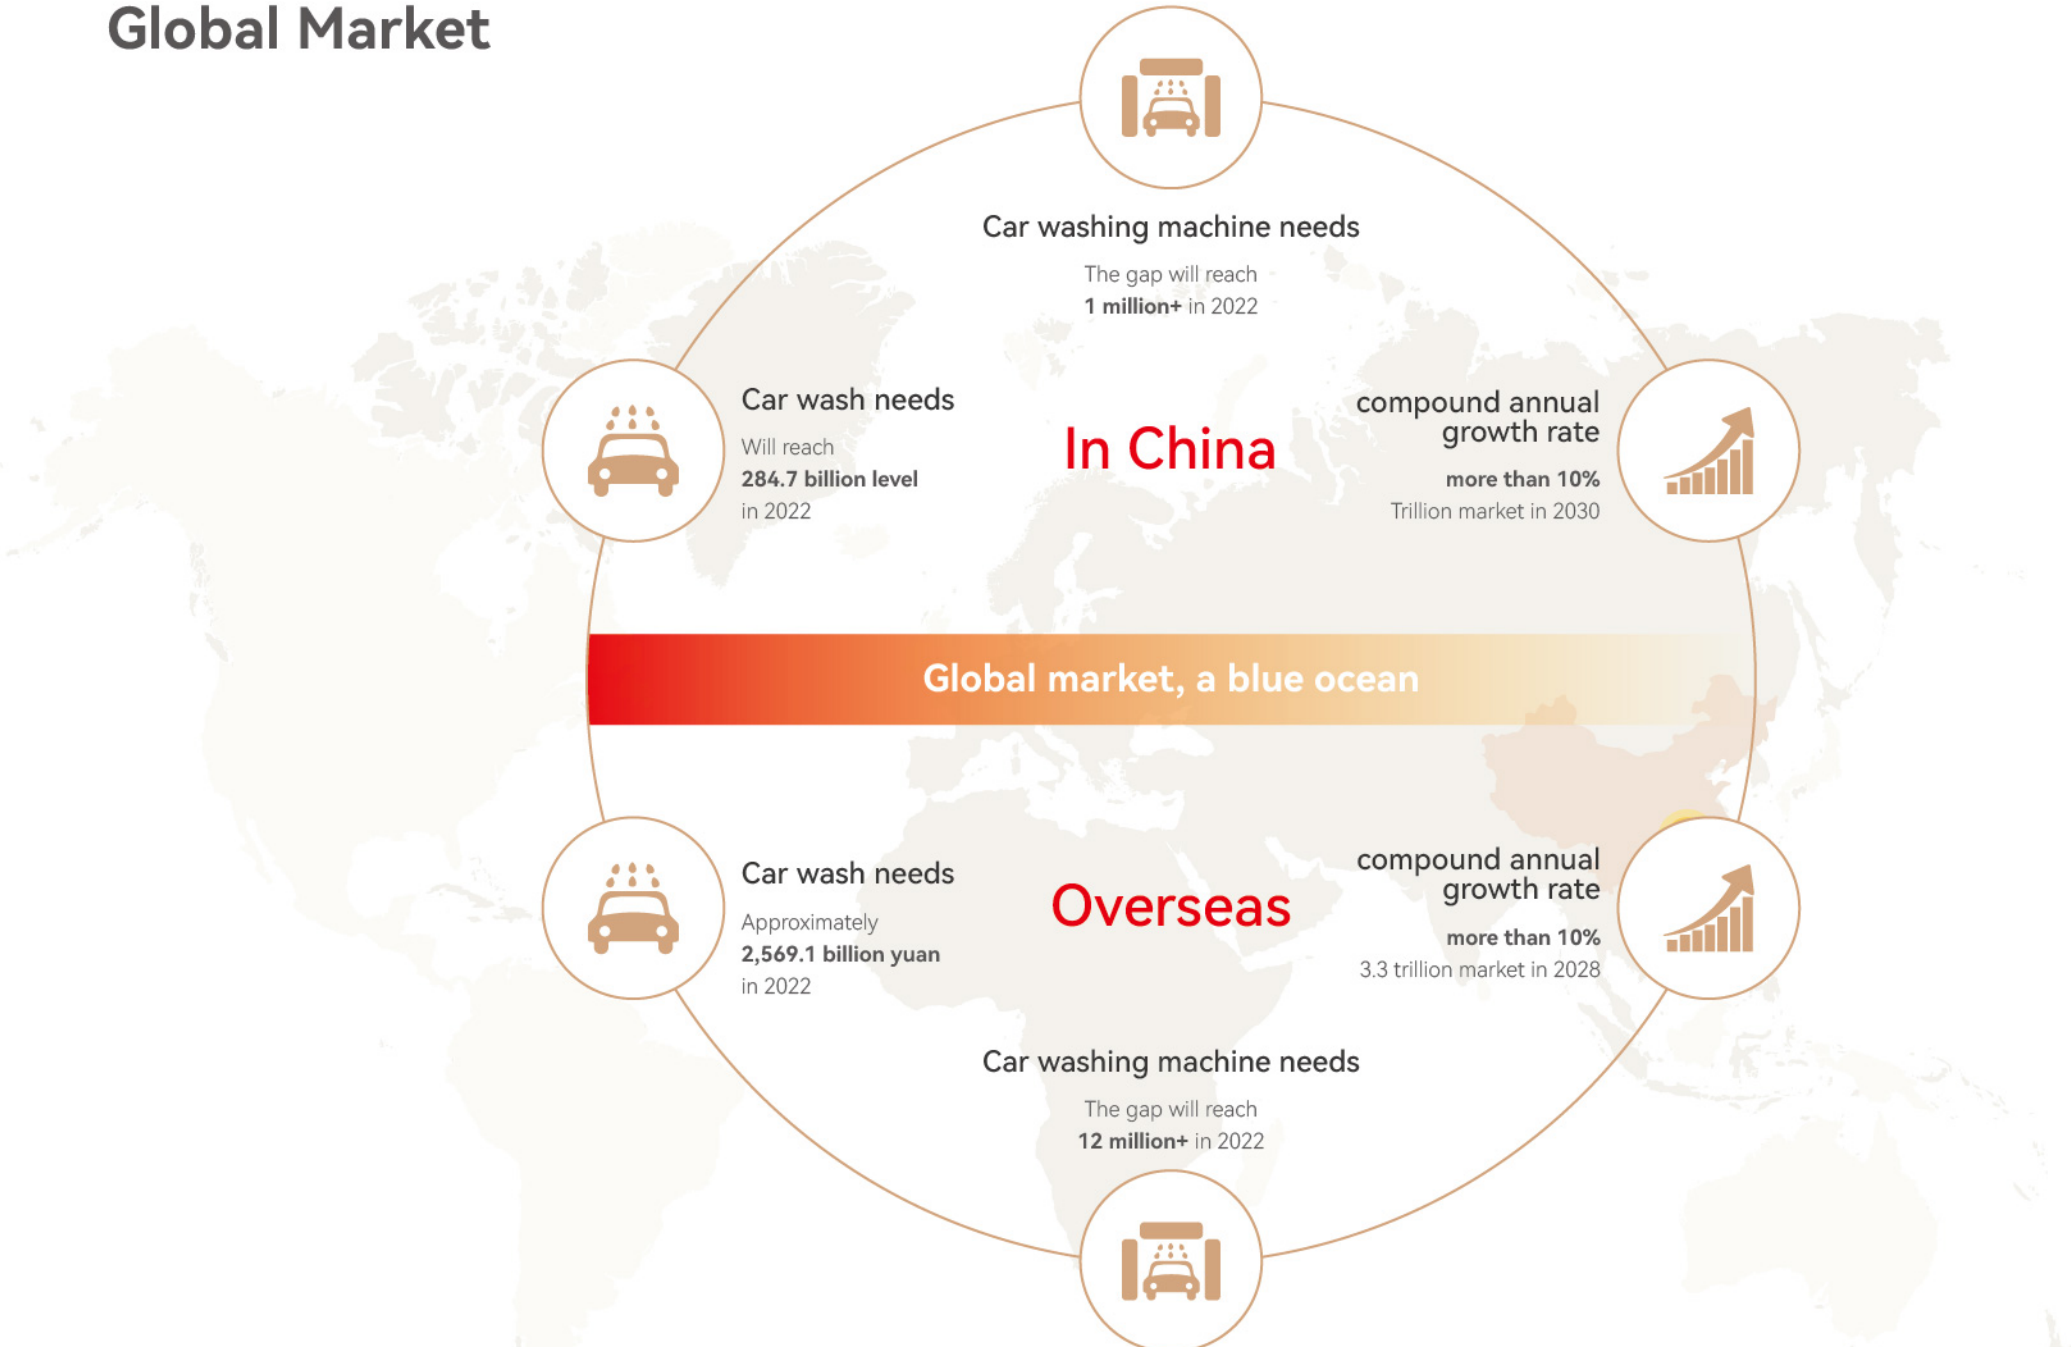 Global Market
Car washing machine needs
The gap will reach
1 million+ in 2022
Car wash needs
Will reach
284.7 billion level
in 2022
In China
compound annual
growth rate
more than 10%
Trillion market in 2030
Global market, a blue ocean
Car wash needs
Approximately
2,569.1 billion yuan
in 2022
Overseas
compound annual
growth rate
more than 10%
3.3 trillion market in 2028
Car washing machine needs
The gap will reach
12 million+ in 2022